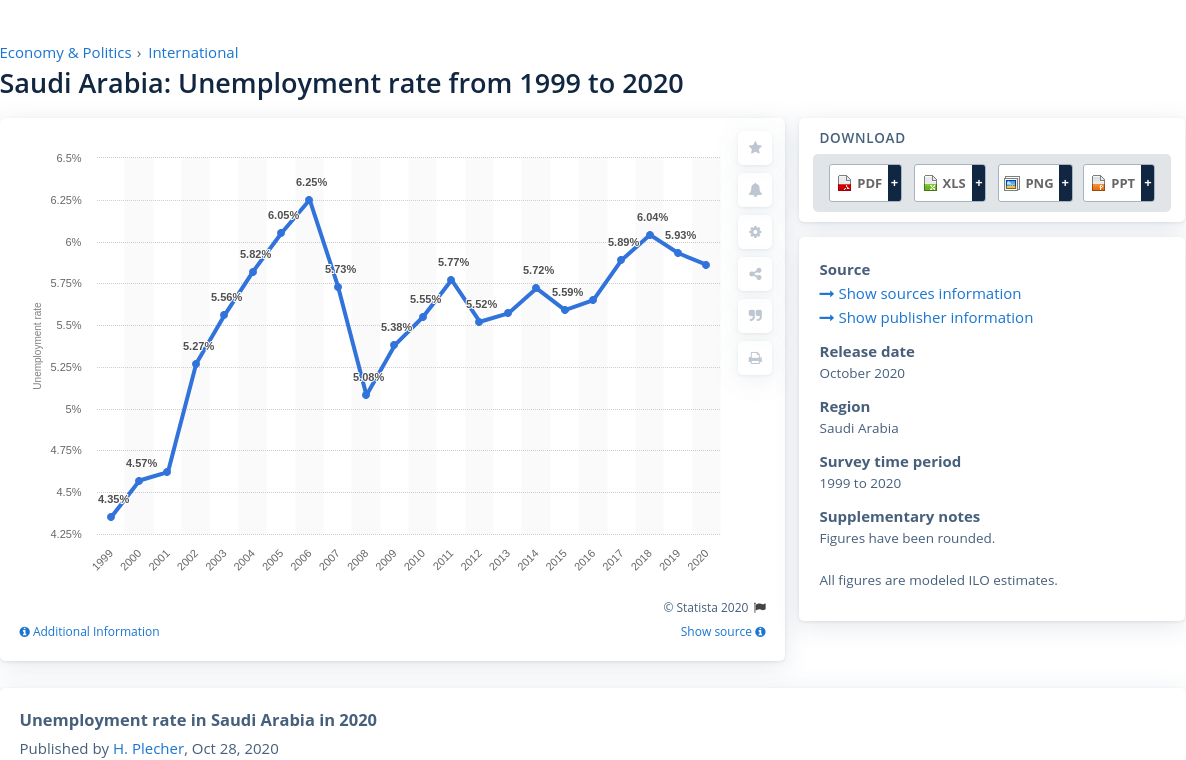 Economy & Politics › International
Saudi Arabia: Unemployment rate from 1999 to 2020
6.5%
6.25%
6%
5.75%
5.5%
5.25%
5%
4.75%
4.5%
4.25%
Unemployment rate
4.35%
4.57%
5.27%
5.56%
5.82%
6.05%
6.25%
5.73%
5.08%
5.38%
5.55%
5.77%
5.52%
5.72%
5.59%
5.89%
6.04%
5.93%
1999
2000
2001
2002
2003
2004
2005
2006
2007
2008
2009
2010
2011
2012
2013
2014
2015
2016
2017
2018
2019
2020
© Statista 2020
Additional Information
Show source
DOWNLOAD
PDF + XLS + PNG + PPT +
Source
Show sources information
Show publisher information
Release date
October 2020
Region
Saudi Arabia
Survey time period
1999 to 2020
Supplementary notes
Figures have been rounded.
All figures are modeled ILO estimates.
Unemployment rate in Saudi Arabia in 2020
Published by H. Plecher, Oct 28, 2020